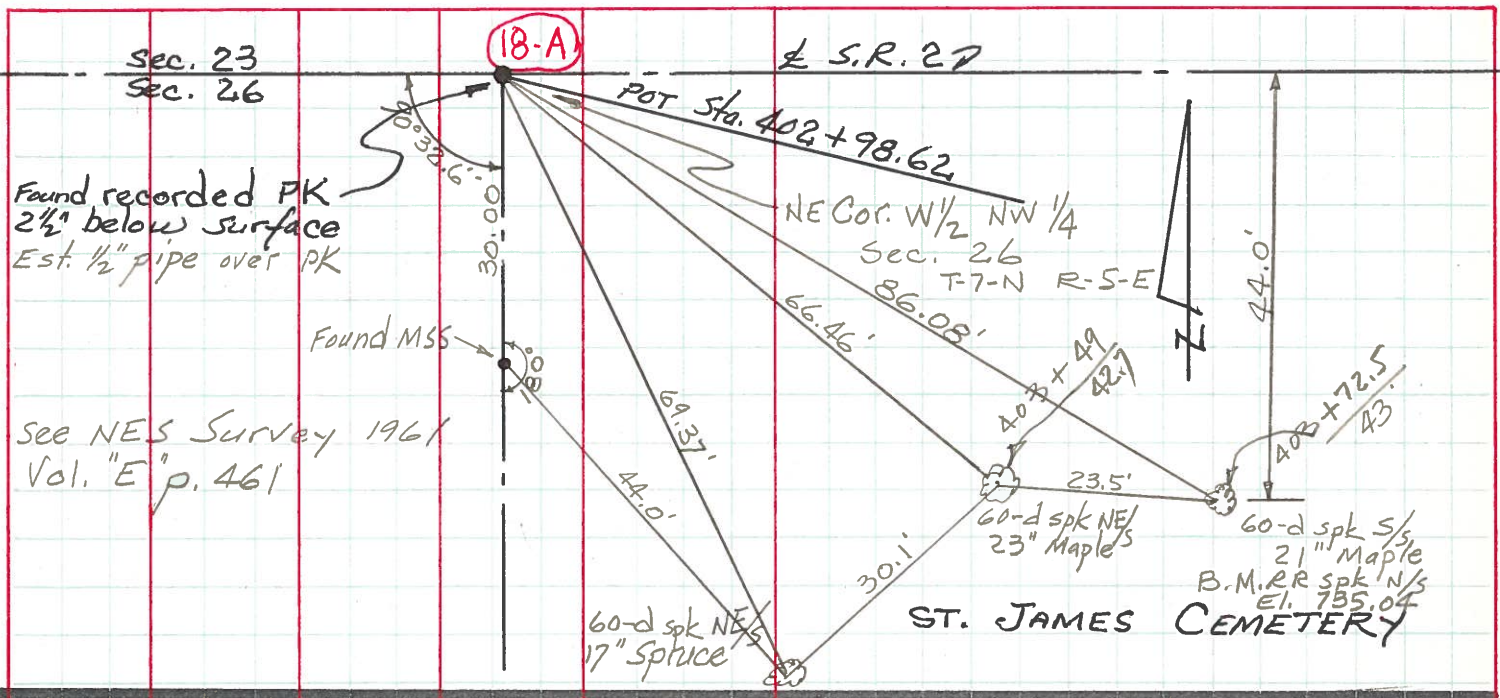 18-A
Sec. 23
Sec. 26
℄ S.R. 27
POT Sta. 402 + 98.62
90°32.6'
Found recorded PK
2½" below surface
Est. ½" pipe over PK
30.00
NE Cor. W½ NW ¼
Sec. 26
T-7-N R-5-E
44.0'
Z
66.46'
86.08'
Found MSS
180°
403 + 49
42.7
403 + 72.5
43
See NES Survey 1961
Vol. "E" p. 461
69.37'
44.0'
23.5'
30.1'
60-d spk NE/s
23" Maple
60-d spk S/s
21" Maple
B.M. RR spk N/s
El.
60-d spk NE/s
17" Spruce
ST. JAMES CEMETERY